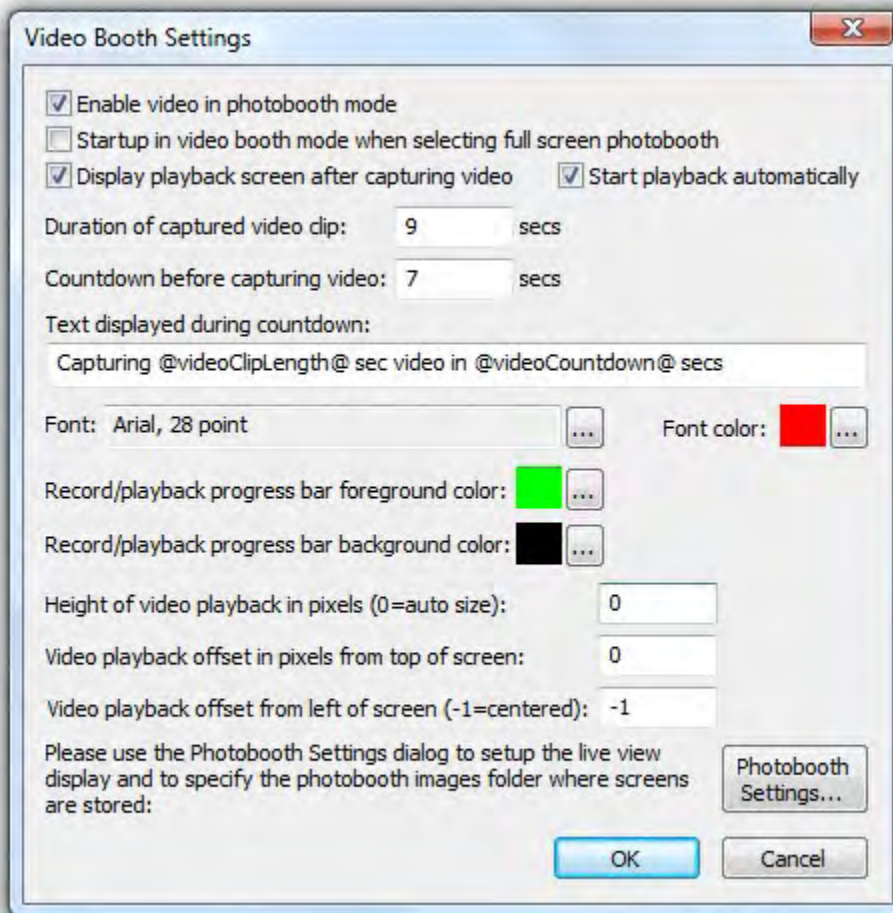 Video Booth Settings
Enable video in photobooth mode
Startup in video booth mode when selecting full screen photobooth
Display playback screen after capturing video Start playback automatically
Duration of captured video clip: 9 secs
Countdown before capturing video: 7 secs
Text displayed during countdown:
Capturing @videoClipLength@ sec video in @videoCountdown@ secs
Font: Arial, 28 point ... Font color: ...
Record/playback progress bar foreground color: ...
Record/playback progress bar background color: ...
Height of video playback in pixels (0=auto size): 0
Video playback offset in pixels from top of screen: 0
Video playback offset from left of screen (-1=centered): -1
Please use the Photobooth Settings dialog to setup the live view
display and to specify the photobooth images folder where screens
are stored:
Photobooth
Settings...
OK Cancel